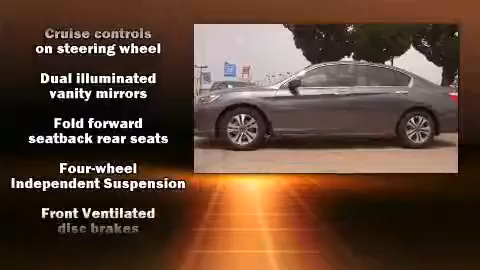 Cruise controls
on steering wheel
Dual illuminated
vanity mirrors
Fold forward
seatback rear seats
Four-wheel
Independent Suspension
Front Ventilated
disc brakes